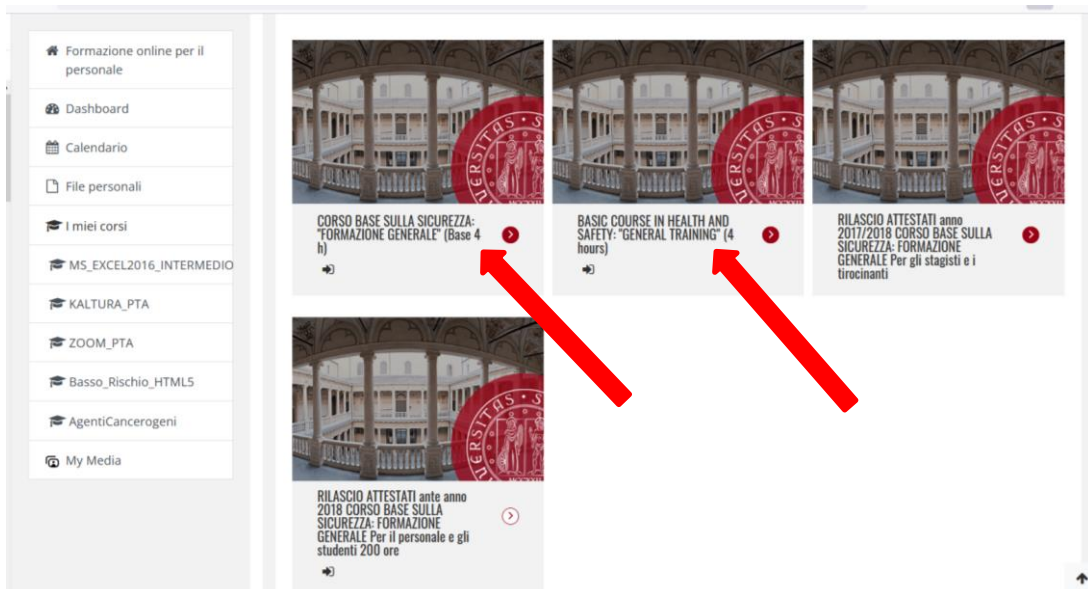 Formazione online per il
personale
Dashboard
Calendario
File personali
I miei corsi
MS_EXCEL2016_INTERMEDIO
KALTURA_PTA
ZOOM_PTA
Basso_Rischio_HTML5
AgentiCancerogeni
My Media
CORSO BASE SULLA SICUREZZA:
"FORMAZIONE GENERALE" (Base 4
h)
BASIC COURSE IN HEALTH AND
SAFETY: "GENERAL TRAINING" (4
hours)
RILASCIO ATTESTATI anno
2017/2018 CORSO BASE SULLA
SICUREZZA: FORMAZIONE
GENERALE Per gli stagisti e i
tirocinanti
RILASCIO ATTESTATI ante anno
2018 CORSO BASE SULLA
SICUREZZA: FORMAZIONE
GENERALE Per il personale e gli
studenti 200 ore